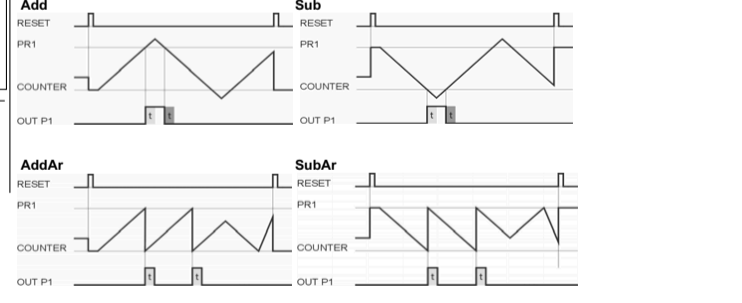 Add
RESET
PR1
COUNTER
OUT P1
t
t
Sub
RESET
PR1
COUNTER
OUT P1
t
t
AddAr
RESET
PR1
COUNTER
OUT P1
t
t
SubAr
RESET
PR1
COUNTER
OUT P1
t
t